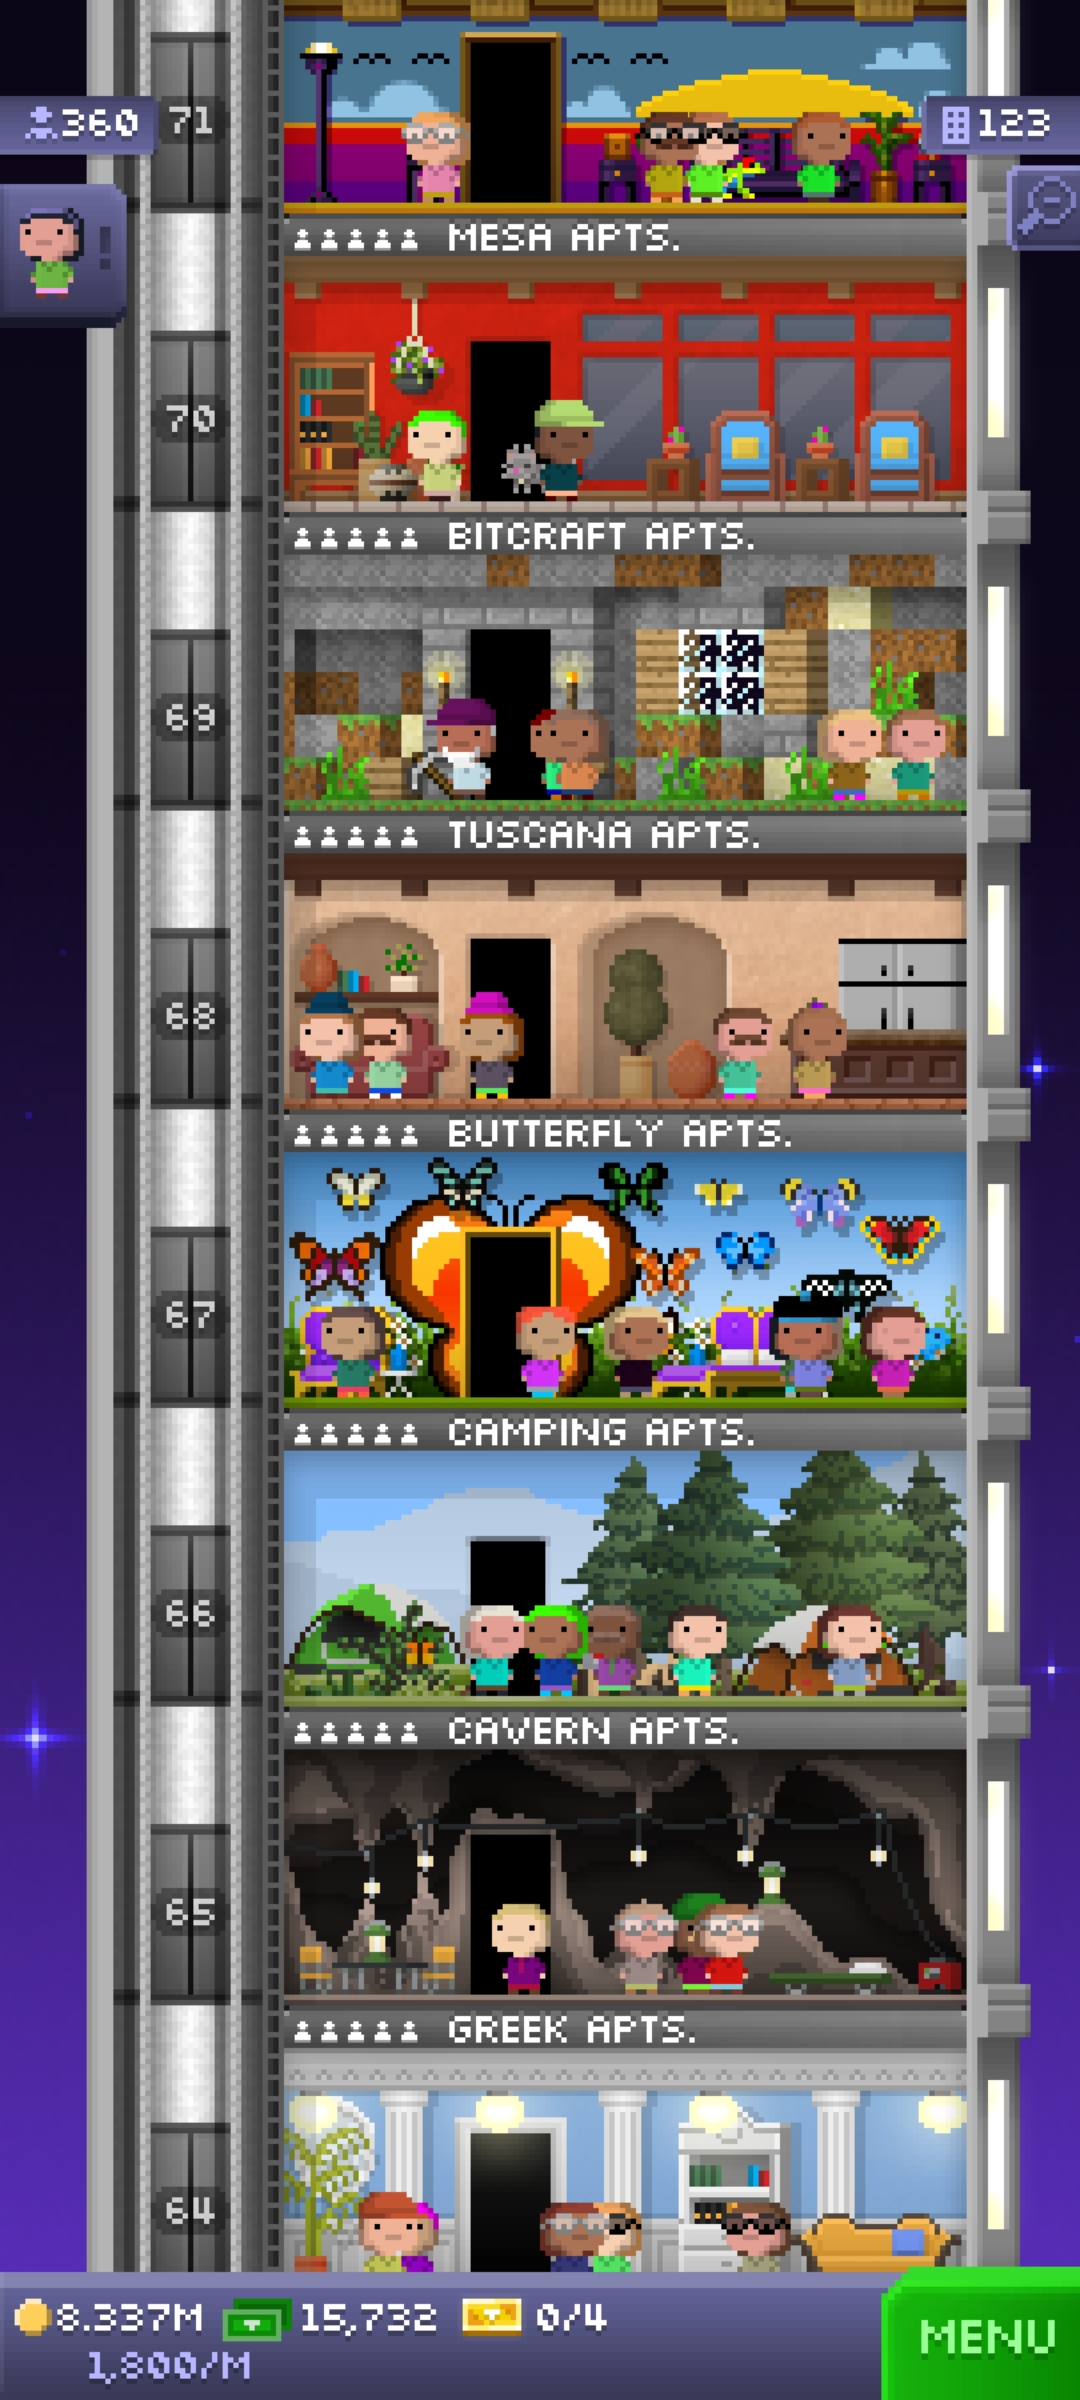 360
71
123
!
MESA APTS.
70
BITCRAFT APTS.
69
TUSCANA APTS.
68
BUTTERFLY APTS.
67
CAMPING APTS.
66
CAVERN APTS.
65
GREEK APTS.
64
8.337M 15,732 0/4
1,800/M
MENU